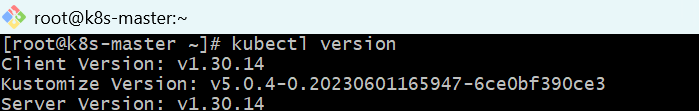 root@k8s-master:~
[root@k8s-master ~]# kubectl version
Client Version: v1.30.14
Kustomize Version: v5.0.4-0.20230601165947-6ce0bf390ce3
Server Version: v1.30.14